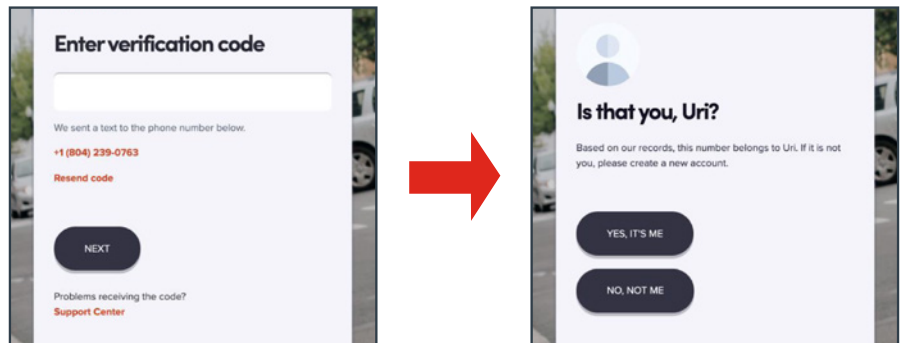 Enter verification code
We sent a text to the phone number below.
+1 (804) 239-0763
Resend code
NEXT
Problems receiving the code?
Support Center
Is that you, Uri?
Based on our records, this number belongs to Uri. If it is not
you, please create a new account.
YES, IT'S ME
NO, NOT ME